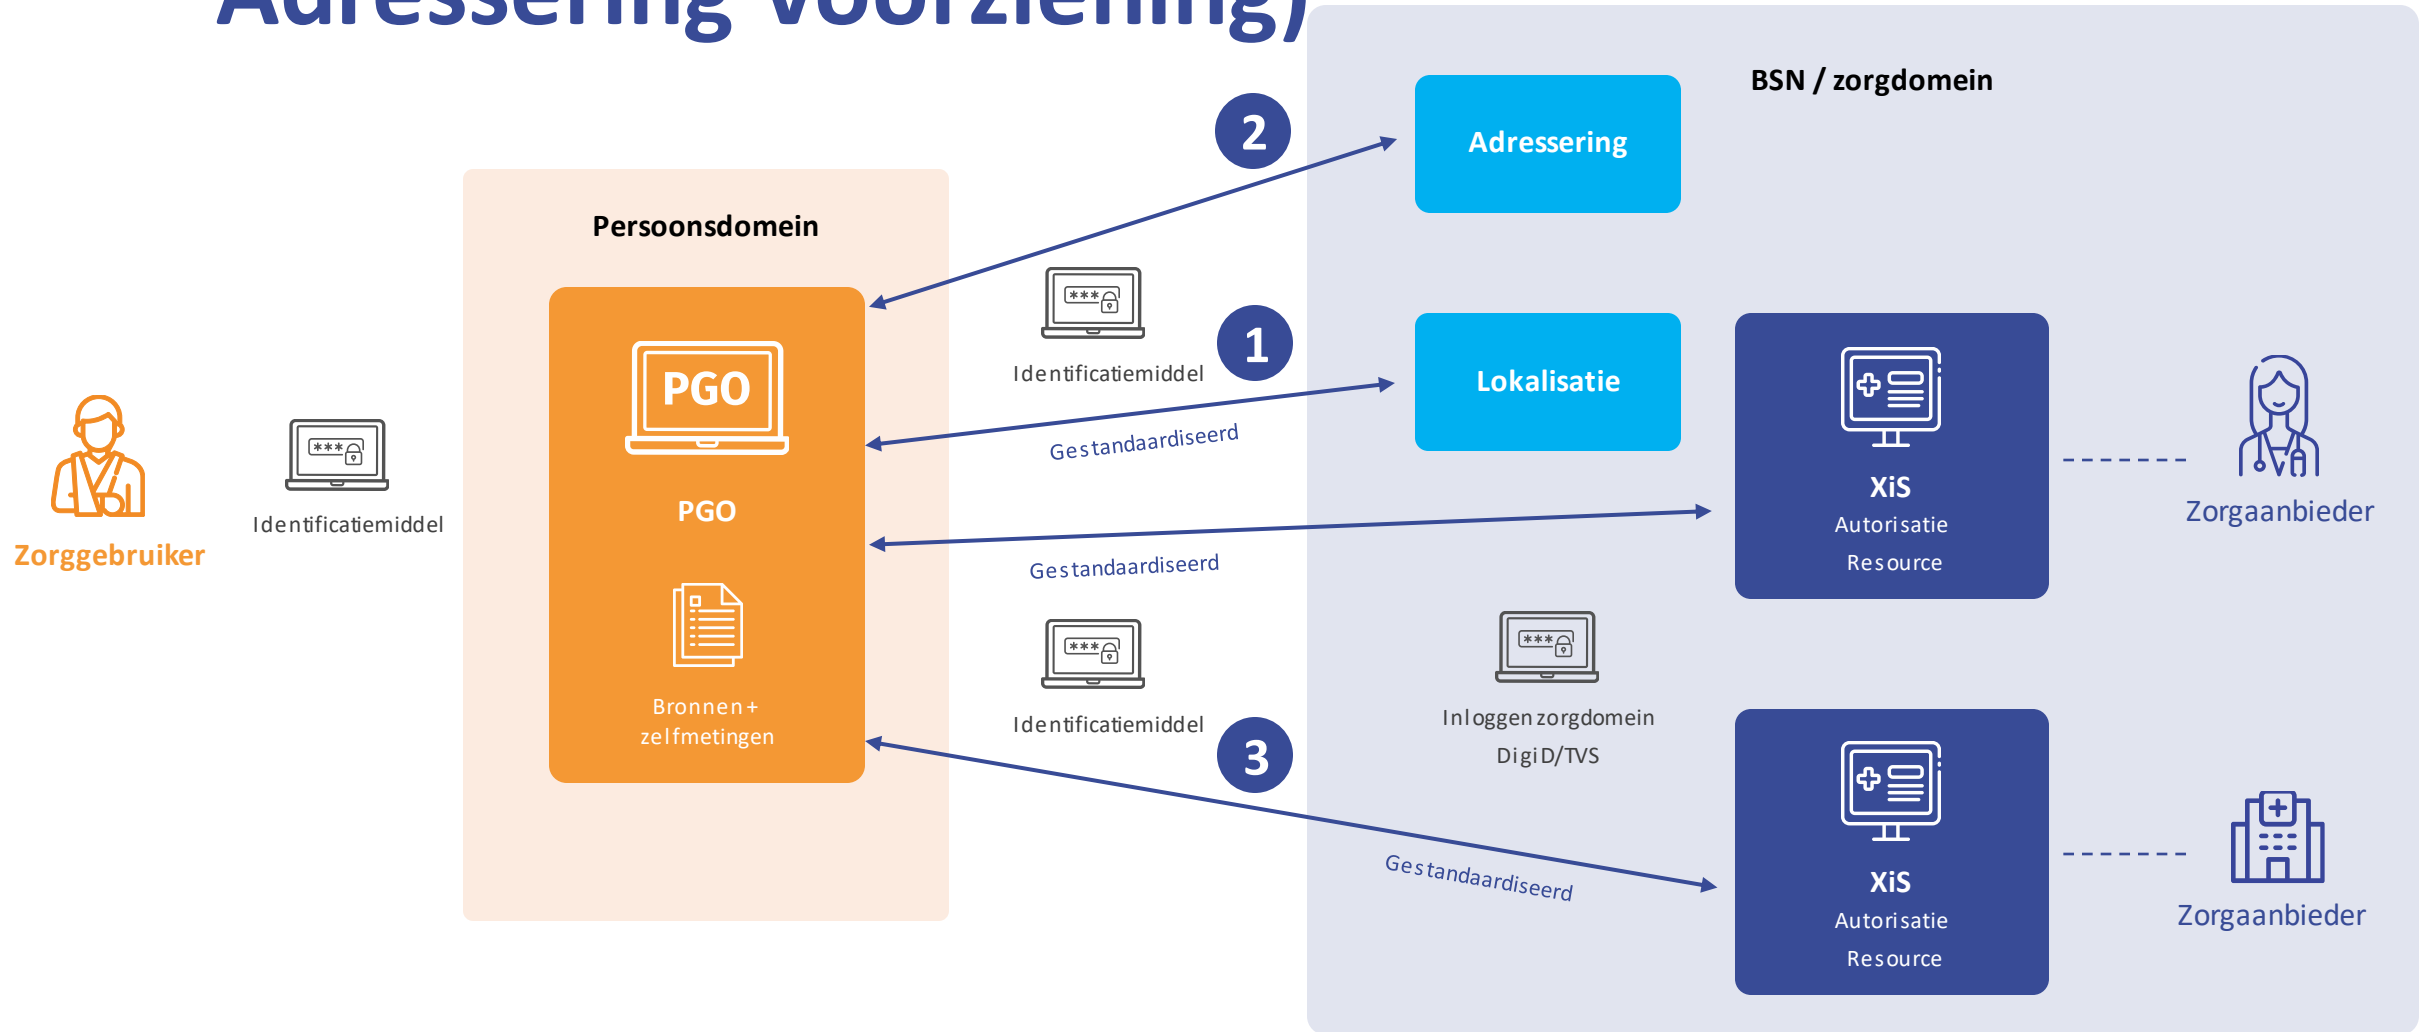 Adressering Voorziening)
BSN / zorgdomein
2
Adressering
Persoonsdomein
***
1
Identificatiemiddel
Lokalisatie
PGO
Gestandaardiseerd
***
Identificatiemiddel
Zorggebruiker
PGO
XiS
Autorisatie
Resource
Zorgaanbieder
Gestandaardiseerd
***
Identificatiemiddel
***
Inloggen zorgdomein
DigiD/TVS
Bronnen +
zelfmetingen
3
Gestandaardiseerd
XiS
Autorisatie
Resource
Zorgaanbieder